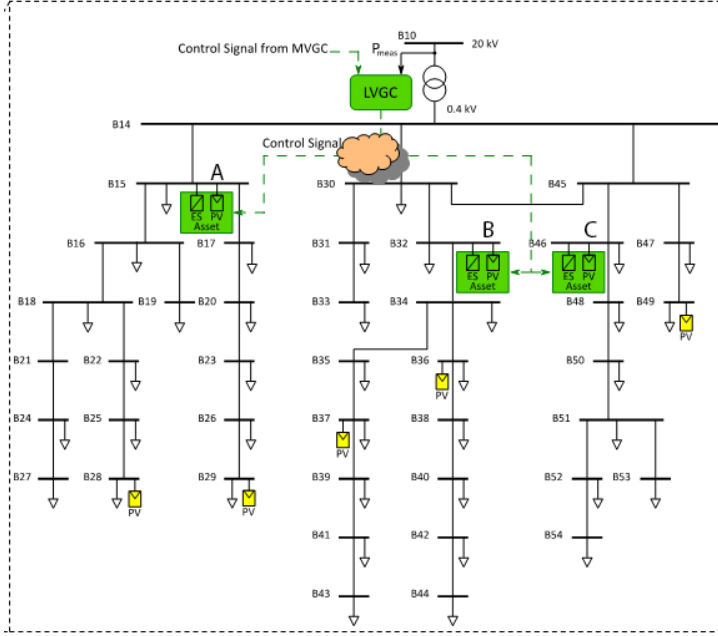 B10
20 kV
Control Signal from MVGC
Pmeas
LVGC
0.4 kV
B14
Control Signal
B15
A
B30
B45
ES PV
Asset
B16
B17
B31
B32
B
B46
C
B47
ES PV
Asset
ES PV
Asset
B18
B19
B20
B33
B34
B48
B49
PV
B21
B22
B23
B35
B36
B50
PV
B24
B25
B26
B37
B38
B51
PV
B27
B28
B29
B39
B40
B52
B53
PV
PV
B41
B42
B54
B43
B44